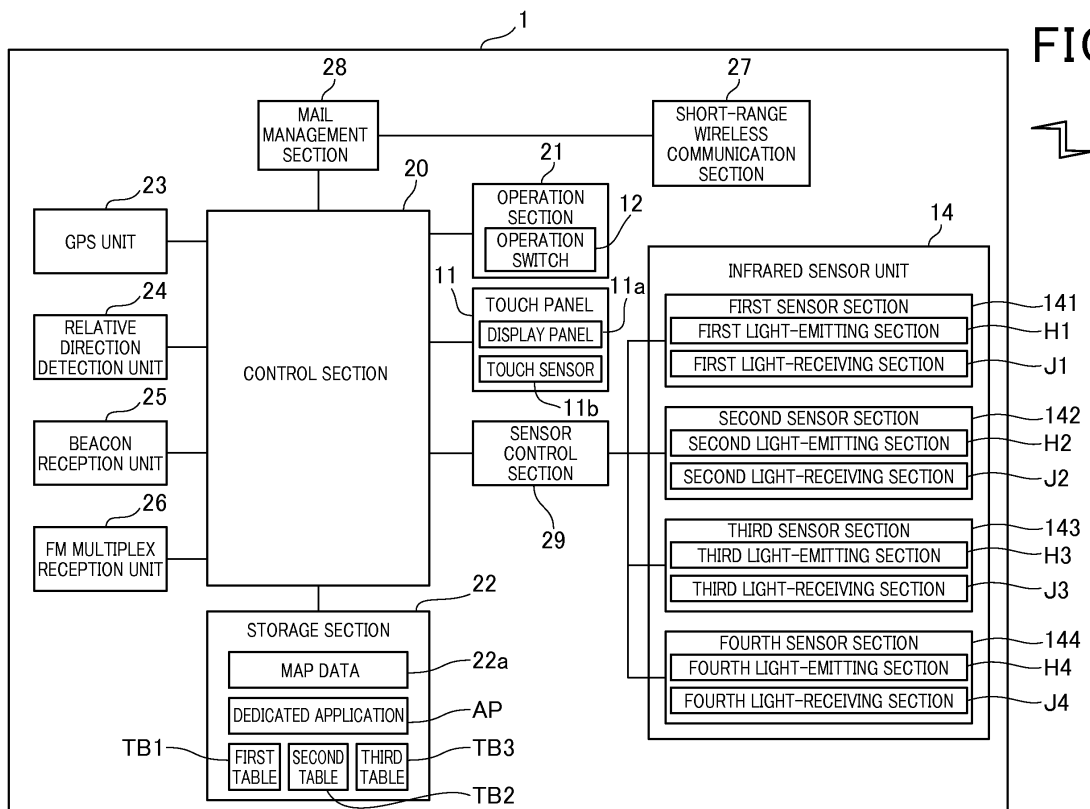 1
FIG
28
MAIL
MANAGEMENT
SECTION
27
SHORT-RANGE
WIRELESS
COMMUNICATION
SECTION
23
GPS UNIT
20
CONTROL SECTION
21
OPERATION
SECTION
12
OPERATION
SWITCH
24
RELATIVE
DIRECTION
DETECTION UNIT
11
TOUCH PANEL
11a
DISPLAY PANEL
TOUCH SENSOR
11b
25
BEACON
RECEPTION UNIT
SENSOR
CONTROL
SECTION
29
26
FM MULTIPLEX
RECEPTION UNIT
14
INFRARED SENSOR UNIT
FIRST SENSOR SECTION
141
FIRST LIGHT-EMITTING SECTION
H1
FIRST LIGHT-RECEIVING SECTION
J1
SECOND SENSOR SECTION
142
SECOND LIGHT-EMITTING SECTION
H2
SECOND LIGHT-RECEIVING SECTION
J2
THIRD SENSOR SECTION
143
THIRD LIGHT-EMITTING SECTION
H3
THIRD LIGHT-RECEIVING SECTION
J3
FOURTH SENSOR SECTION
144
FOURTH LIGHT-EMITTING SECTION
H4
FOURTH LIGHT-RECEIVING SECTION
J4
22
STORAGE SECTION
MAP DATA
22a
DEDICATED APPLICATION
AP
TB1
FIRST
TABLE
SECOND
TABLE
THIRD
TABLE
TB3
TB2